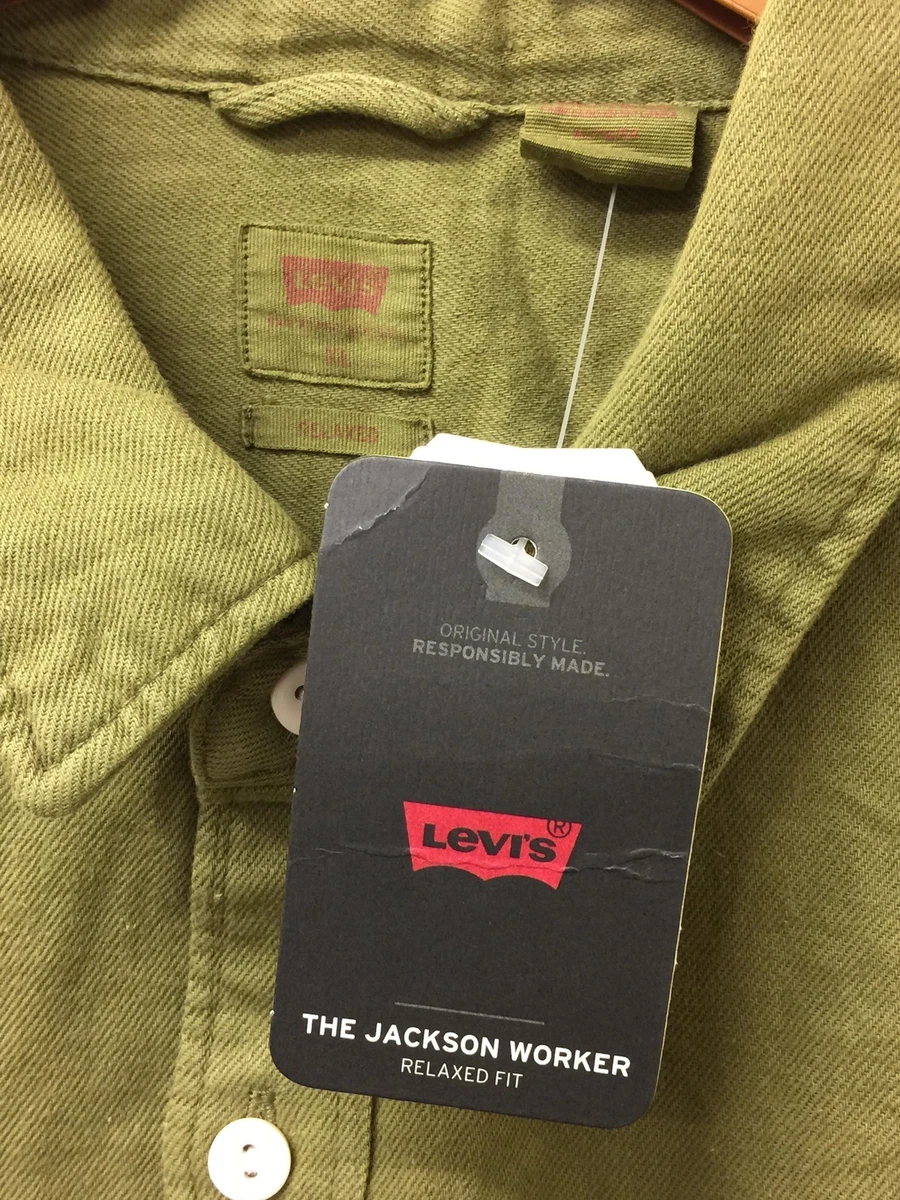 Levi's
XL
RELAXED
ORIGINAL STYLE.
RESPONSIBLY MADE.
LEVI'S®
THE JACKSON WORKER
RELAXED FIT